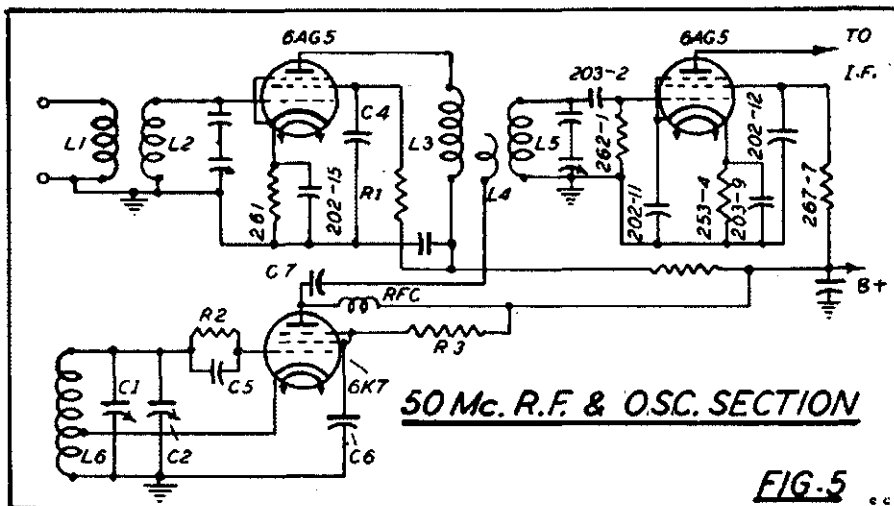 6AG5
6AG5
TO
I.F.
203-2
L1
L2
C4
L3
L5
262-1
202-12
L4
261
202-15
R1
202-11
253-4
203-9
267-7
C7
RFC
B+
R2
R3
C5
6K7
C1
C2
C6
L6
50 Mc. R.F. & OSC. SECTION
FIG.5